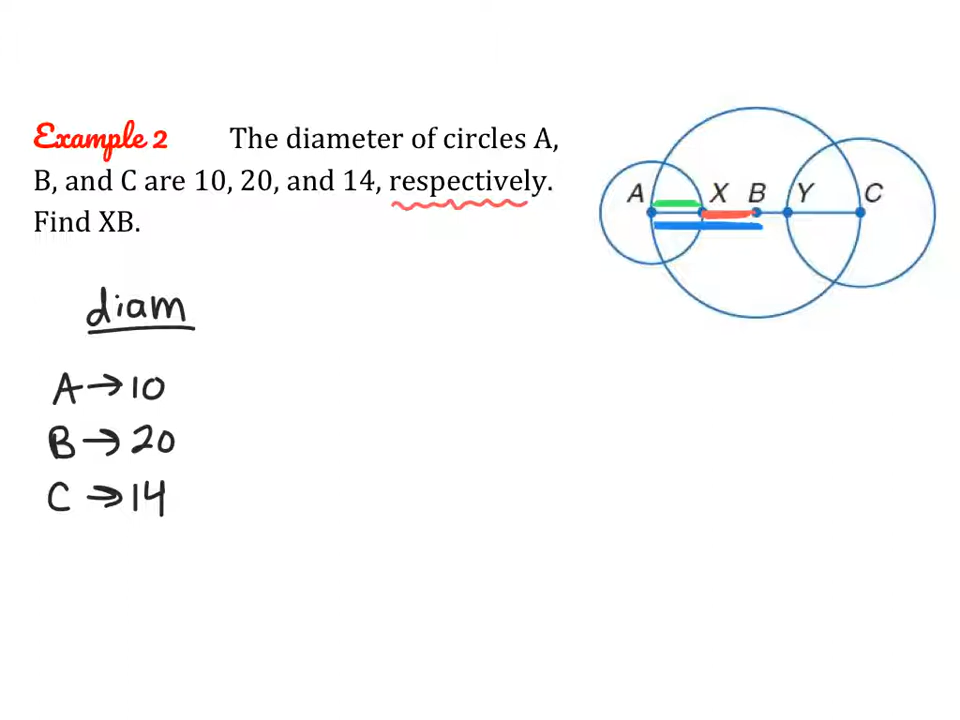 Example 2 The diameter of circles A,
B, and C are 10, 20, and 14, respectively.
Find XB.
A X B Y C
diam
A→10
B→20
C→14